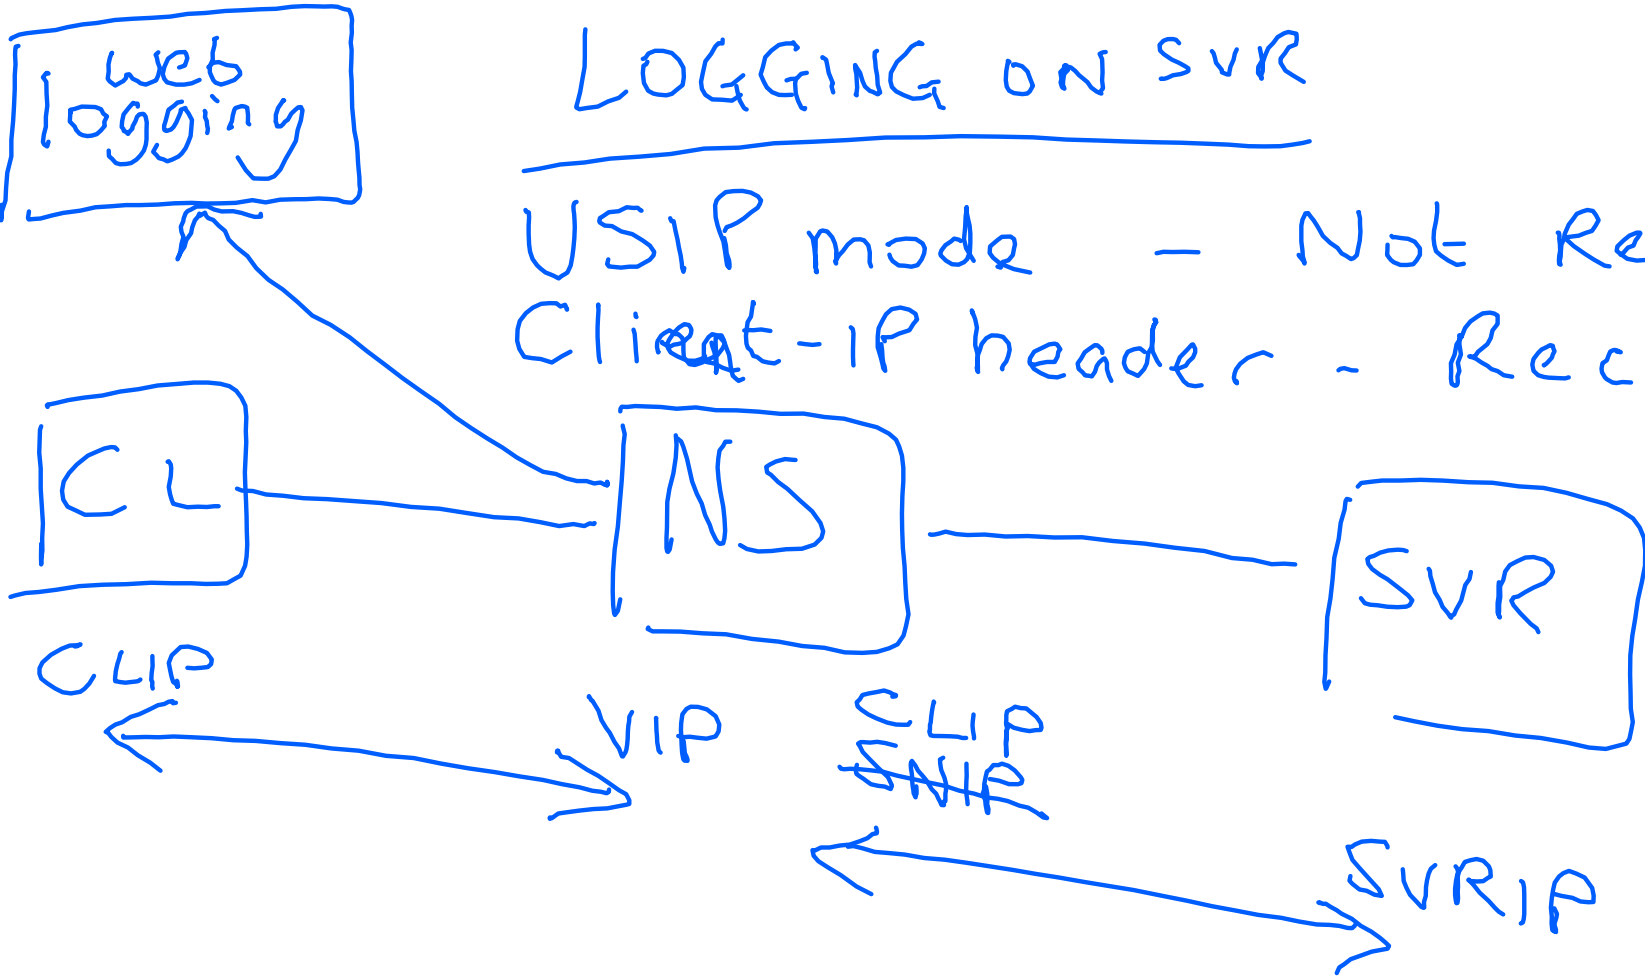 web
logging
LOGGING ON SVR
USIP mode - Not Re
Client-IP header - Rec
CL
NS
SVR
CLIP
VIP
CLIP
SNIP
SVRIP